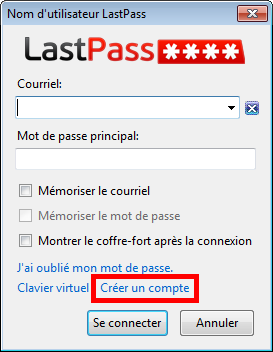 Nom d'utilisateur LastPass
LastPass ****
Courriel:
Mot de passe principal:
Mémoriser le courriel
Mémoriser le mot de passe
Montrer le coffre-fort après la connexion
J'ai oublié mon mot de passe.
Clavier virtuel Créer un compte
Se connecter Annuler